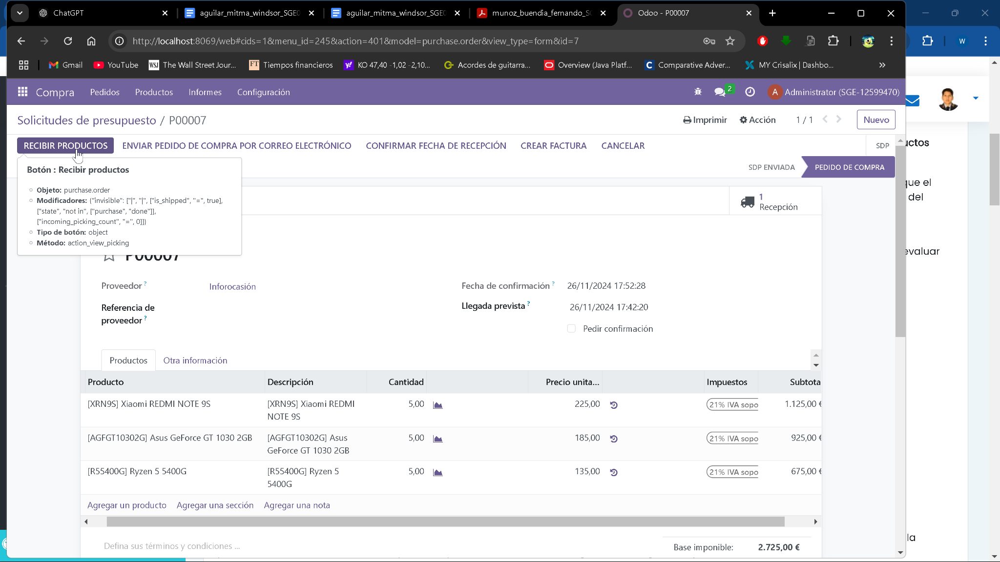 ChatGPT
aguilar_mitma_windsor_SGE0
aguilar_mitma_windsor_SGE0
munoz_buendia_fernando_SG
Odoo - P00007
http://localhost:8069/web#cids=1&menu_id=245&action=401&model=purchase.order&view_type=form&id=7
W
Gmail
YouTube
WSJ
The Wall Street Jour...
FT
Tiempos financieros
KO 47,40 -1,02 -2,10...
Acordes de guitarra...
Overview (Java Platf...
C
Comparative Adver...
MY Crisalix | Dashbo...
Compra
Pedidos
Productos
Informes
Configuración
2
A
Administrator (SGE-12599470)
Solicitudes de presupuesto / P00007
Imprimir
Acción
1 / 1
Nuevo
RECIBIR PRODUCTOS
ENVIAR PEDIDO DE COMPRA POR CORREO ELECTRÓNICO
CONFIRMAR FECHA DE RECEPCIÓN
CREAR FACTURA
CANCELAR
SDP
SDP ENVIADA
PEDIDO DE COMPRA
Botón : Recibir productos
Objeto: purchase.order
Modificadores: {"invisible": ["|", "|", ["is_shipped", "=", true],
["state", "not in", ["purchase", "done"]],
["incoming_picking_count", "=", 0]]}
Tipo de botón: object
Método: action_view_picking
1
Recepción
P00007
Proveedor ?
Inforocasión
Referencia de
proveedor ?
Fecha de confirmación ?
26/11/2024 17:52:28
Llegada prevista ?
26/11/2024 17:42:20
Pedir confirmación
Productos
Otra información
Producto
Descripción
Cantidad
Precio unita...
Impuestos
Subtota
[XRN9S] Xiaomi REDMI NOTE 9S
[XRN9S] Xiaomi REDMI
NOTE 9S
5,00
225,00
21% IVA sopo
1.125,00 €
[AGFGT10302G] Asus GeForce GT 1030 2GB
[AGFGT10302G] Asus
GeForce GT 1030 2GB
5,00
185,00
21% IVA sopo
925,00 €
[R55400G] Ryzen 5 5400G
[R55400G] Ryzen 5
5400G
5,00
135,00
21% IVA sopo
675,00 €
Agregar un producto
Agregar una sección
Agregar una nota
Defina sus términos y condiciones ...
Base imponible:
2.725,00 €
uctos
que el
del
evaluar
la